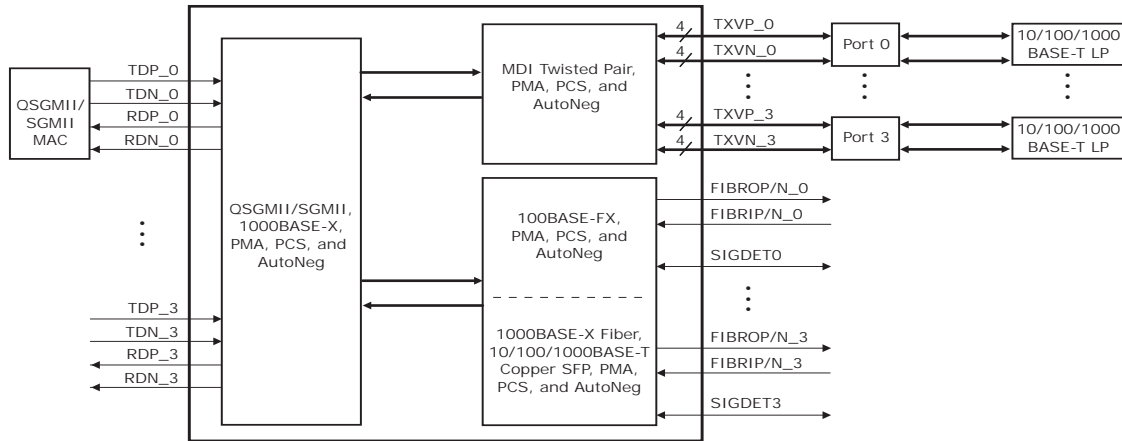 QSGMII/
SGMII
MAC
TDP_0
TDN_0
RDP_0
RDN_0
TDP_3
TDN_3
RDP_3
RDN_3
QSGMII/SGMII,
1000BASE-X,
PMA, PCS, and
AutoNeg
MDI Twisted Pair,
PMA, PCS, and
AutoNeg
100BASE-FX,
PMA, PCS, and
AutoNeg
1000BASE-X Fiber,
10/100/1000BASE-T
Copper SFP, PMA,
PCS, and AutoNeg
4 TXVP_0
4 TXVN_0
4 TXVP_3
4 TXVN_3
Port 0
Port 3
10/100/1000
BASE-T LP
10/100/1000
BASE-T LP
FIBROP/N_0
FIBRIP/N_0
SIGDET0
FIBROP/N_3
FIBRIP/N_3
SIGDET3